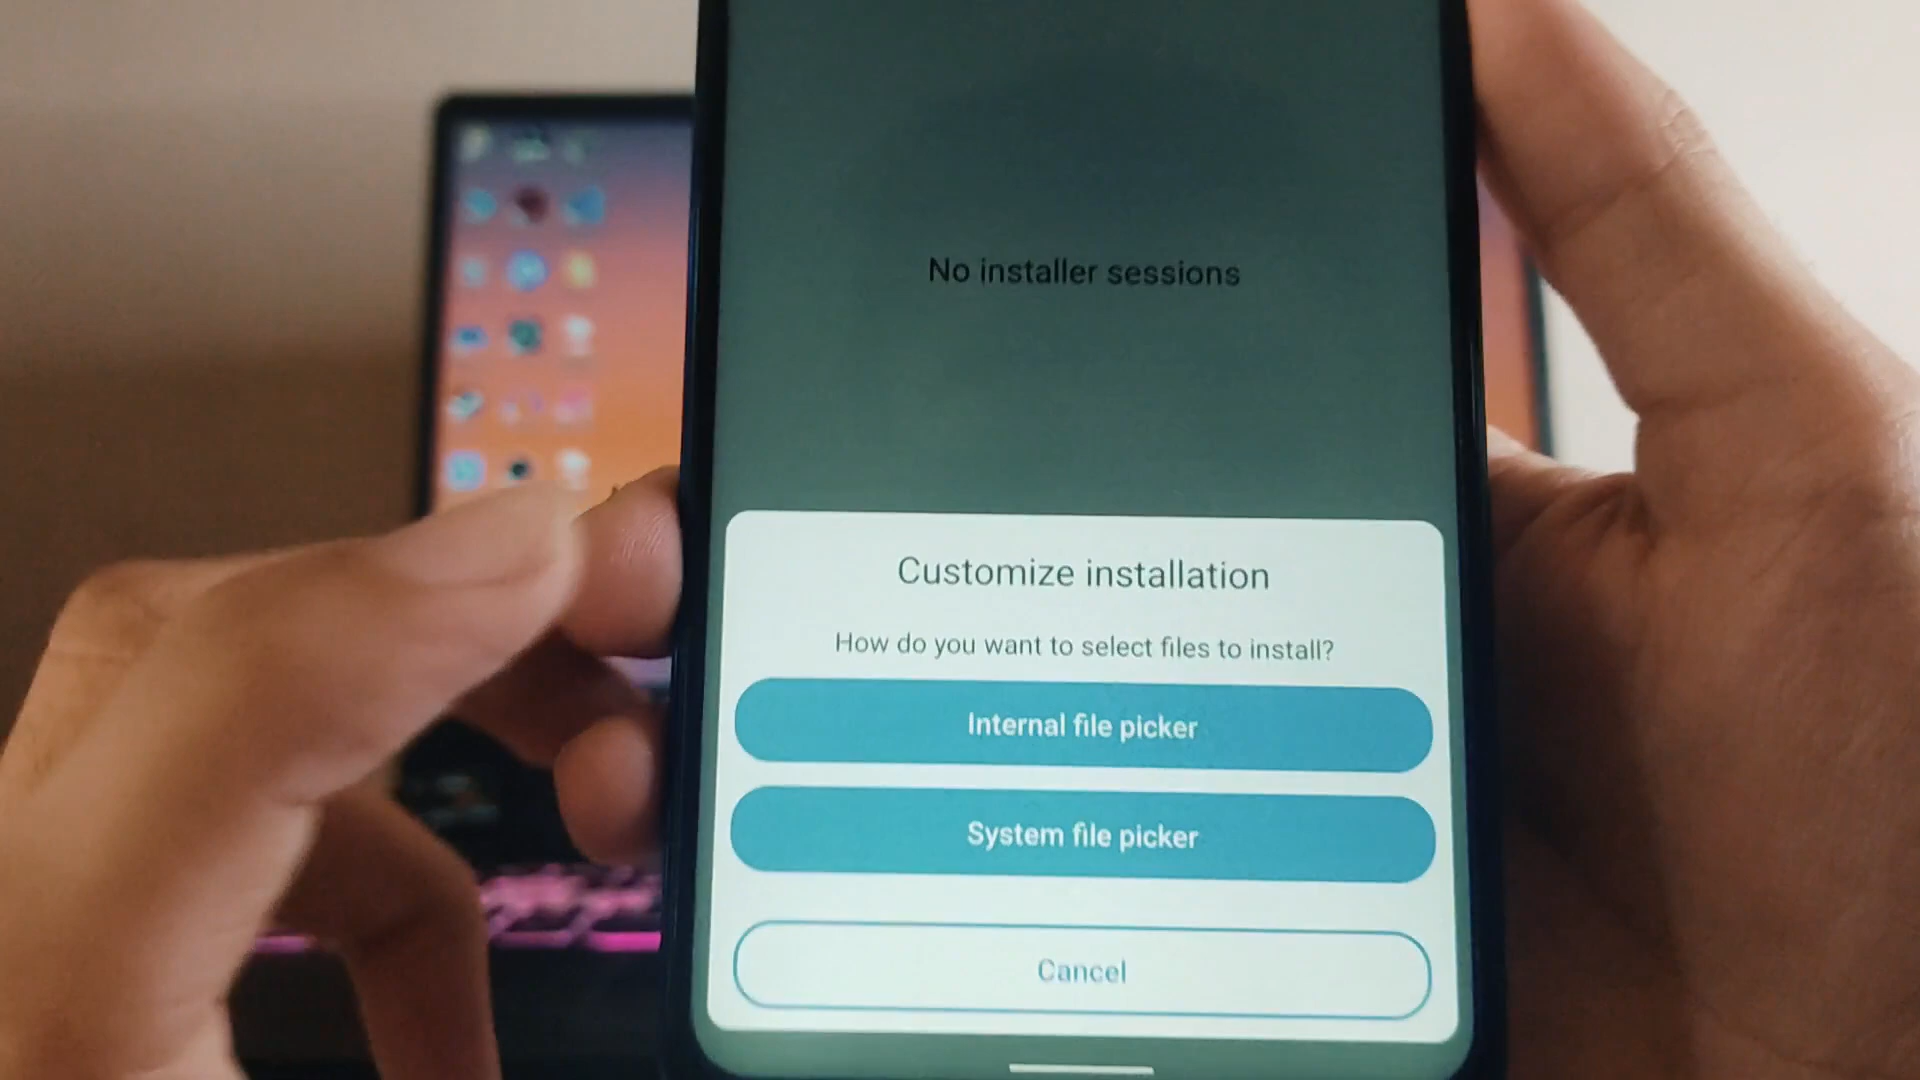 No installer sessions
Customize installation
How do you want to select files to install?
Internal file picker
System file picker
Cancel